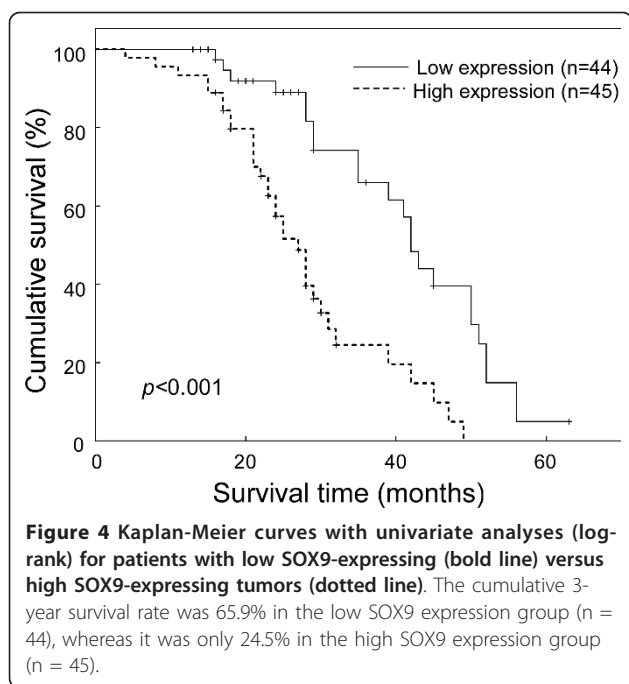 100
80
60
40
20
0
Cumulative survival (%)
Low expression (n=44)
High expression (n=45)
p<0.001
0 20 40 60
Survival time (months)
Figure 4 Kaplan-Meier curves with univariate analyses (log-
rank) for patients with low SOX9-expressing (bold line) versus
high SOX9-expressing tumors (dotted line). The cumulative 3-
year survival rate was 65.9% in the low SOX9 expression group (n =
44), whereas it was only 24.5% in the high SOX9 expression group
(n = 45).